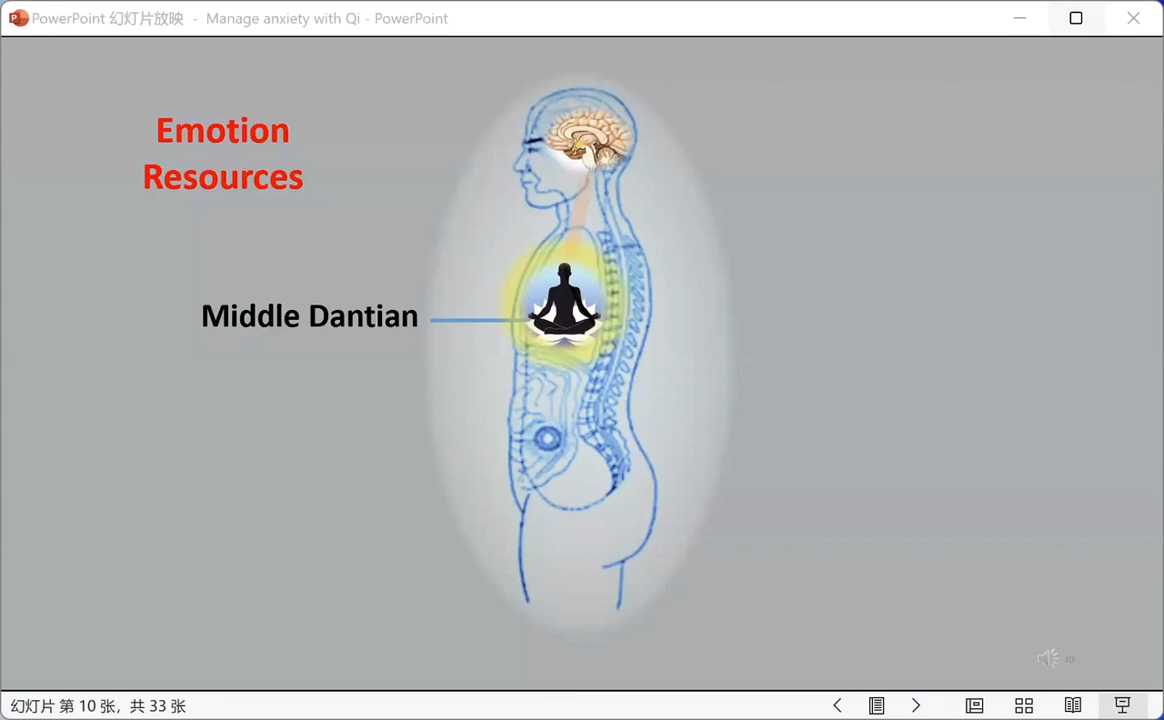 PowerPoint 幻灯片放映 - Manage anxiety with Qi - PowerPoint
Emotion
Resources
Middle Dantian
10
幻灯片 第 10 张，共 33 张